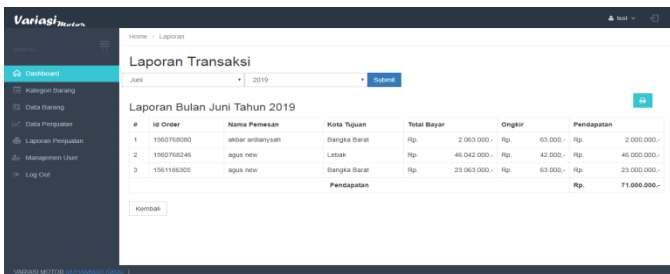 Variasi Motor
test
Home - Laporan
Search...
Dashboard
Kategori Barang
Data Barang
Data Penjualan
Laporan Penjualan
Manajemen User
Log Out
Laporan Transaksi
Juni 2019 Submit
Laporan Bulan Juni Tahun 2019
# Id Order Nama Pemesan Kota Tujuan Total Bayar Ongkir Pendapatan
1 1560768080 akbar ardianysah Bangka Barat Rp. 2.063.000,- Rp. 63.000,- Rp. 2.000.000,-
2 1560768246 agus new Lebak Rp. 46.042.000,- Rp. 42.000,- Rp. 46.000.000,-
3 1561186305 agus new Bangka Barat Rp. 23.063.000,- Rp. 63.000,- Rp. 23.000.000,-
Pendapatan Rp. 71.000.000,-
Kembali
VARIASI MOTOR MUHAMMAT IQBAL |